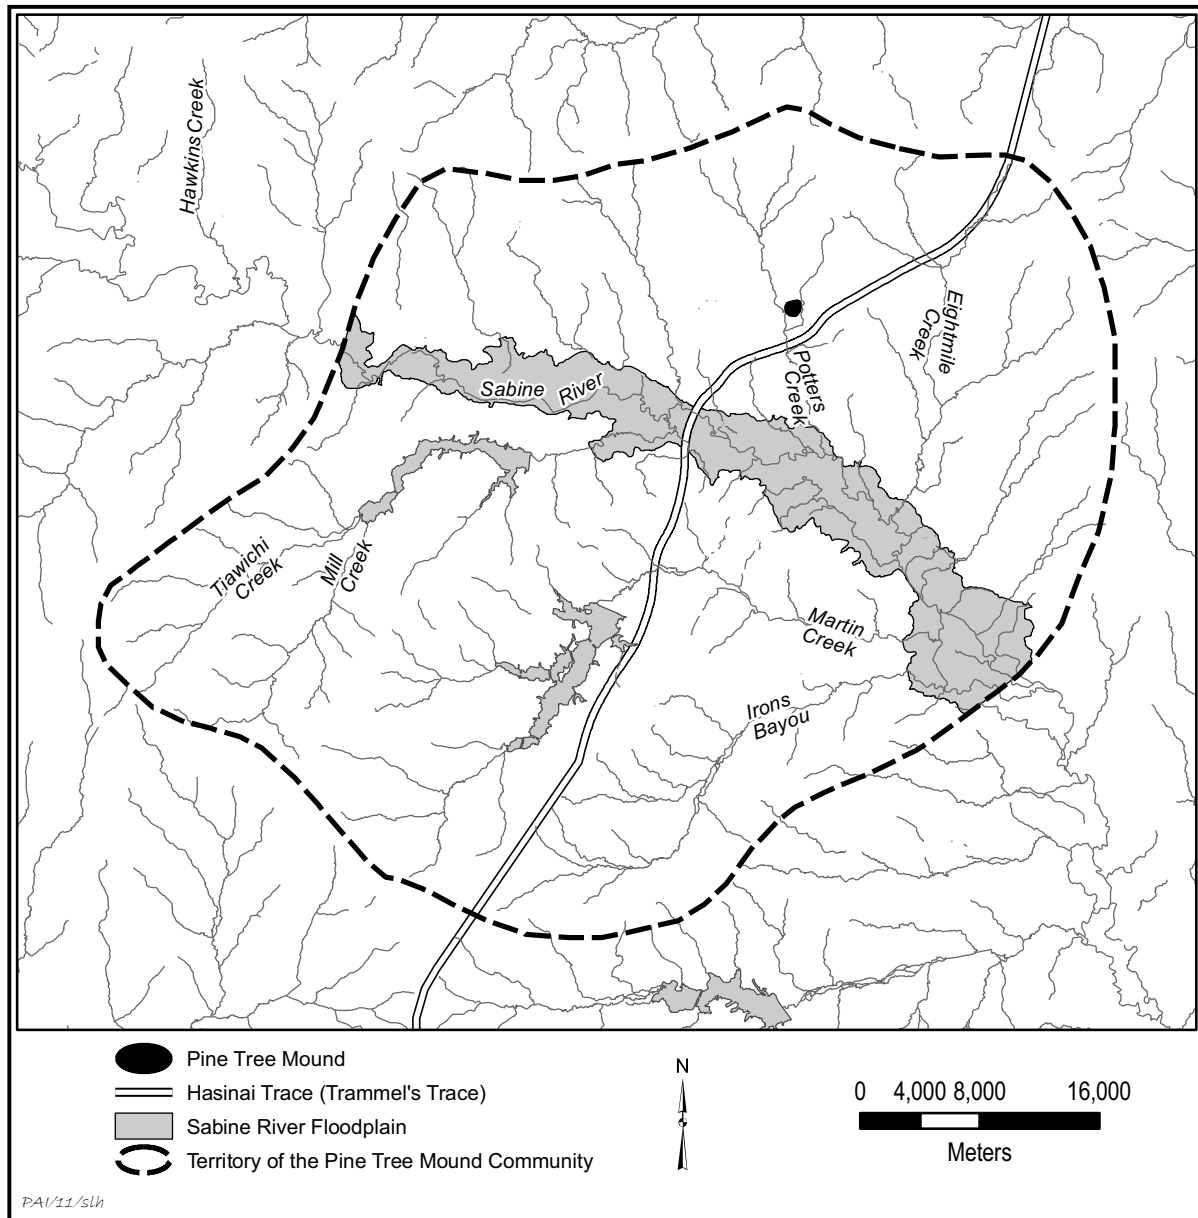 Hawkins Creek
Eightmile
Creek
Potters
Creek
Sabine River
Tiawichi
Creek
Mill
Creek
Martin
Creek
Irons
Bayou
Pine Tree Mound
Hasinai Trace (Trammel's Trace)
Sabine River Floodplain
Territory of the Pine Tree Mound Community
N
0 4,000 8,000 16,000
Meters
PAI/11/slh